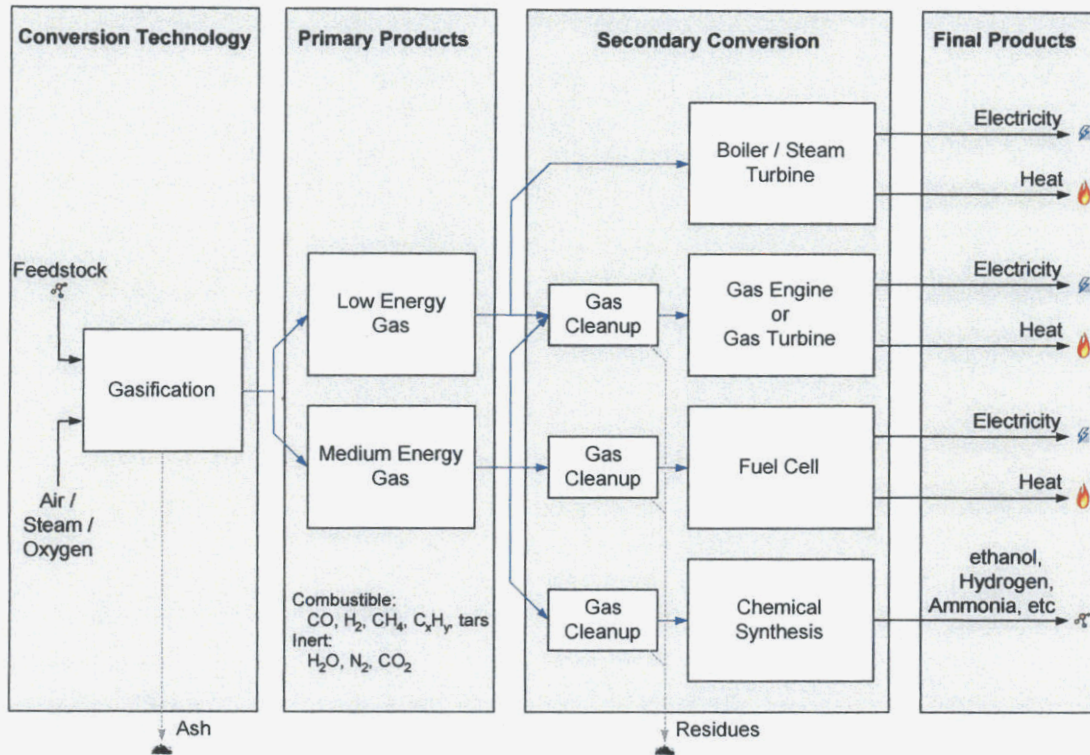 Conversion Technology
Primary Products
Secondary Conversion
Final Products
Feedstock
Gasification
Air /
Steam /
Oxygen
Ash
Low Energy
Gas
Medium Energy
Gas
Combustible:
CO, H₂, CH₄, CₓHᵧ, tars
Inert:
H₂O, N₂, CO₂
Boiler / Steam
Turbine
Gas
Cleanup
Gas Engine
or
Gas Turbine
Gas
Cleanup
Fuel Cell
Gas
Cleanup
Chemical
Synthesis
Residues
Electricity
Heat
Electricity
Heat
Electricity
Heat
ethanol,
Hydrogen,
Ammonia, etc